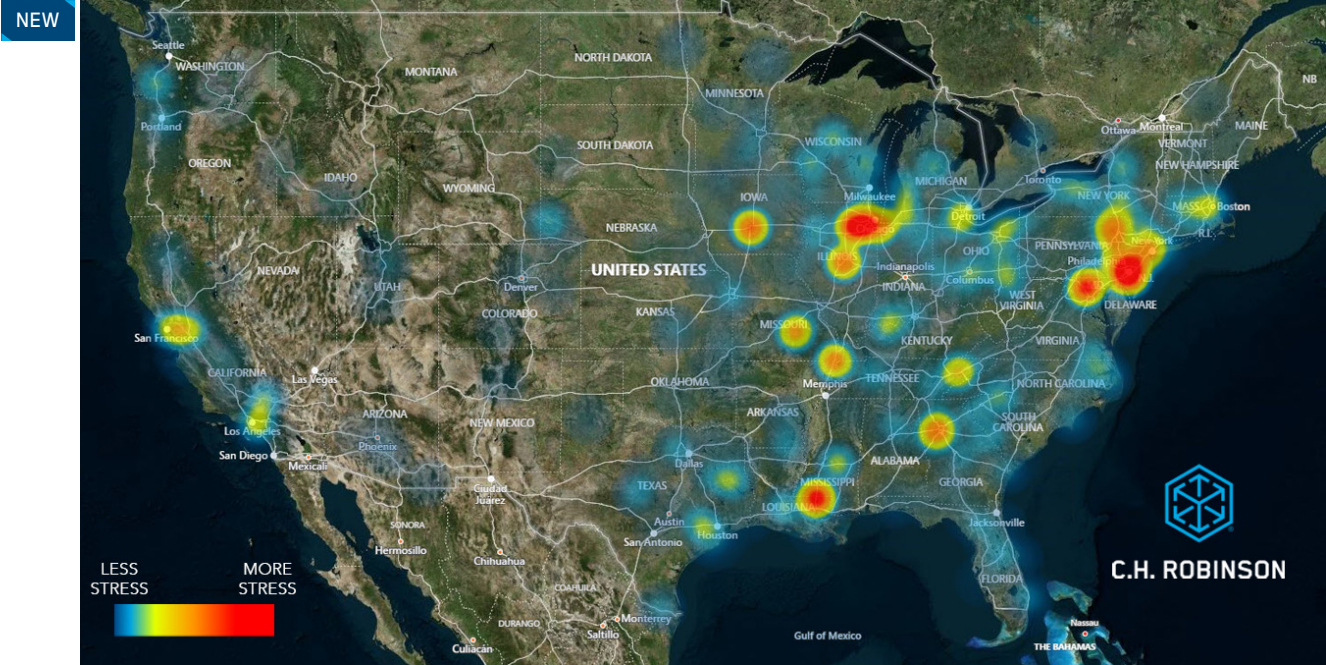 NEW
Seattle
WASHINGTON
MONTANA
NORTH DAKOTA
MINNESOTA
NB
Portland
OREGON
IDAHO
WYOMING
SOUTH DAKOTA
WISCONSIN
MICHIGAN
Toronto
Ottawa
Montreal
VERMONT
MAINE
NEW HAMPSHIRE
NEW YORK
MASS.
Boston
R.I.
IOWA
Milwaukee
Detroit
NEBRASKA
Chicago
OHIO
PENNSYLVANIA
New York
Philadelphia
NEVADA
UTAH
Denver
UNITED STATES
ILLINOIS
Indianapolis
INDIANA
Columbus
WEST
VIRGINIA
DELAWARE
San Francisco
COLORADO
KANSAS
MISSOURI
KENTUCKY
VIRGINIA
CALIFORNIA
Las Vegas
OKLAHOMA
Memphis
TENNESSEE
NORTH CAROLINA
Los Angeles
ARIZONA
NEW MEXICO
ARKANSAS
SOUTH
CAROLINA
San Diego
Mexicali
Phoenix
Dallas
ALABAMA
Ciudad
Juárez
TEXAS
MISSISSIPPI
GEORGIA
LOUISIANA
SONORA
Hermosillo
Chihuahua
Austin
San Antonio
Houston
Jacksonville
C.H. ROBINSON
LESS
STRESS
MORE
STRESS
COAHUILA
FLORIDA
DURANGO
Monterrey
Saltillo
Culiacán
Gulf of Mexico
Nassau
THE BAHAMAS